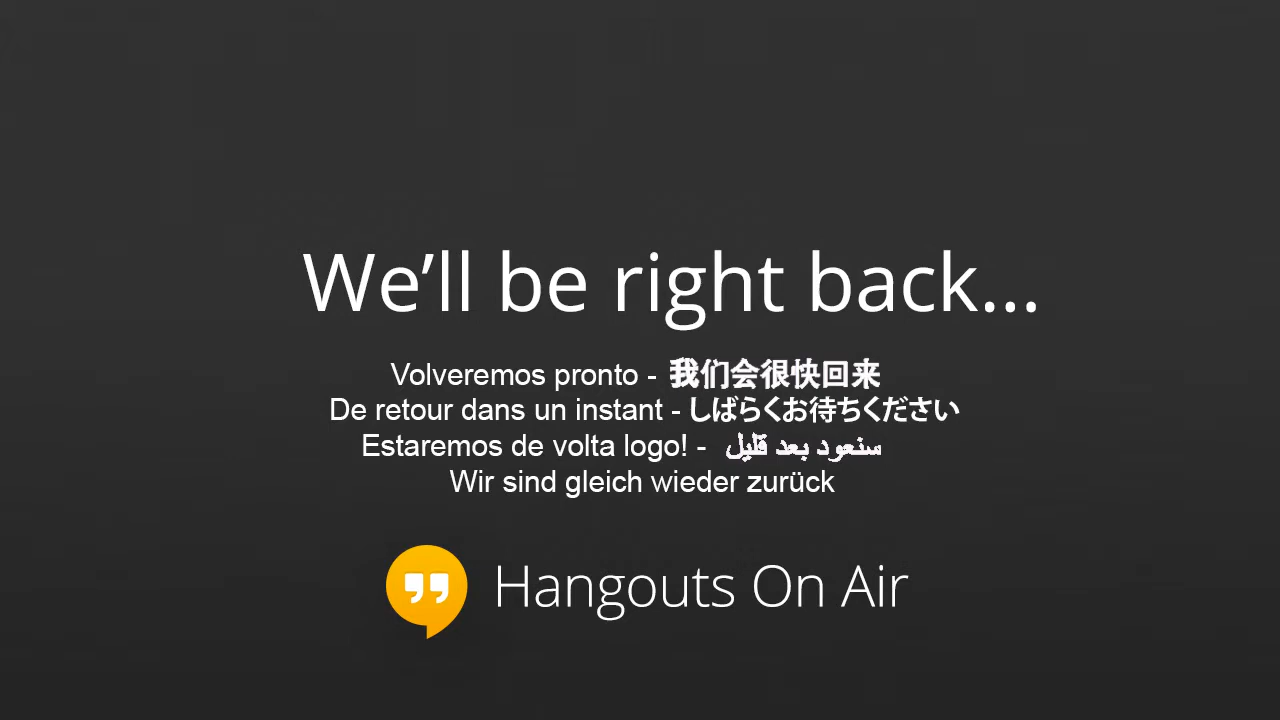 We’ll be right back...
Volveremos pronto - 我们会很快回来
De retour dans un instant - しばらくお待ちください
Estaremos de volta logo! - سنعود بعد قليل
Wir sind gleich wieder zurück
Hangouts On Air